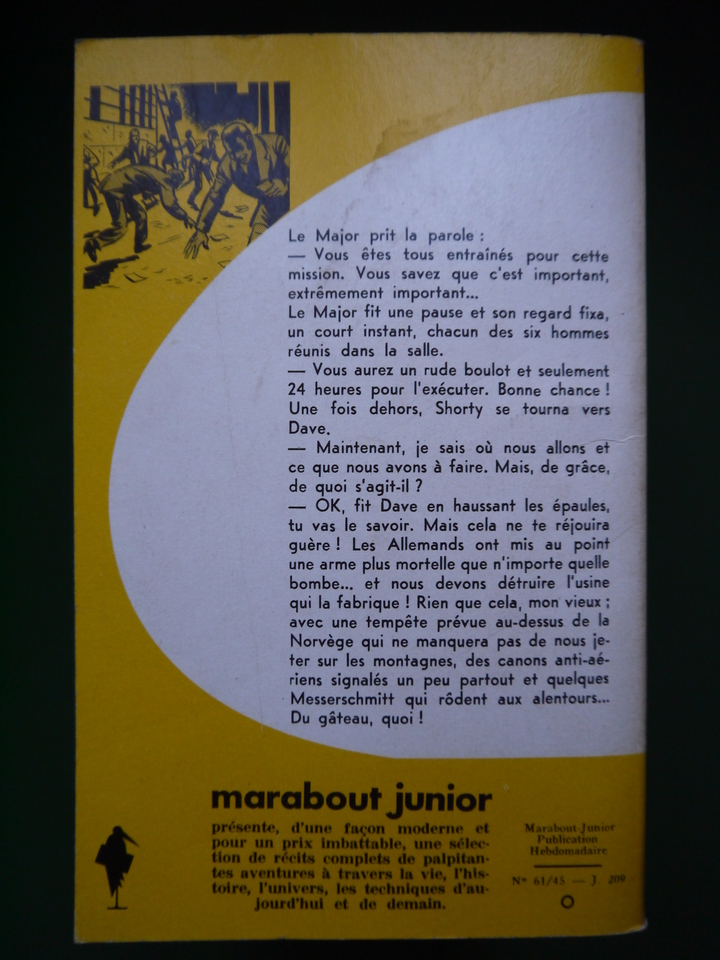 Le Major prit la parole :
— Vous êtes tous entraînés pour cette
mission. Vous savez que c'est important,
extrêmement important...
Le Major fit une pause et son regard fixa,
un court instant, chacun des six hommes
réunis dans la salle.
— Vous aurez un rude boulot et seulement
24 heures pour l'exécuter. Bonne chance !
Une fois dehors, Shorty se tourna vers
Dave.
— Maintenant, je sais où nous allons et
ce que nous avons à faire. Mais, de grâce,
de quoi s'agit-il ?
— OK, fit Dave en haussant les épaules,
tu vas le savoir. Mais cela ne te réjouira
guère ! Les Allemands ont mis au point
une arme plus mortelle que n'importe quelle
bombe... et nous devons détruire l'usine
qui la fabrique ! Rien que cela, mon vieux ;
avec une tempête prévue au-dessus de la
Norvège qui ne manquera pas de nous je-
ter sur les montagnes, des canons anti-aé-
riens signalés un peu partout et quelques
Messerschmitt qui rôdent aux alentours...
Du gâteau, quoi !
marabout junior
présente, d'une façon moderne et
pour un prix imbattable, une sélec-
tion de récits complets de palpitan-
tes aventures à travers la vie, l'his-
toire, l'univers, les techniques d'au-
jourd'hui et de demain.
Marabout-Junior
Publication
Hebdomadaire
N° 61/45 — J. 209